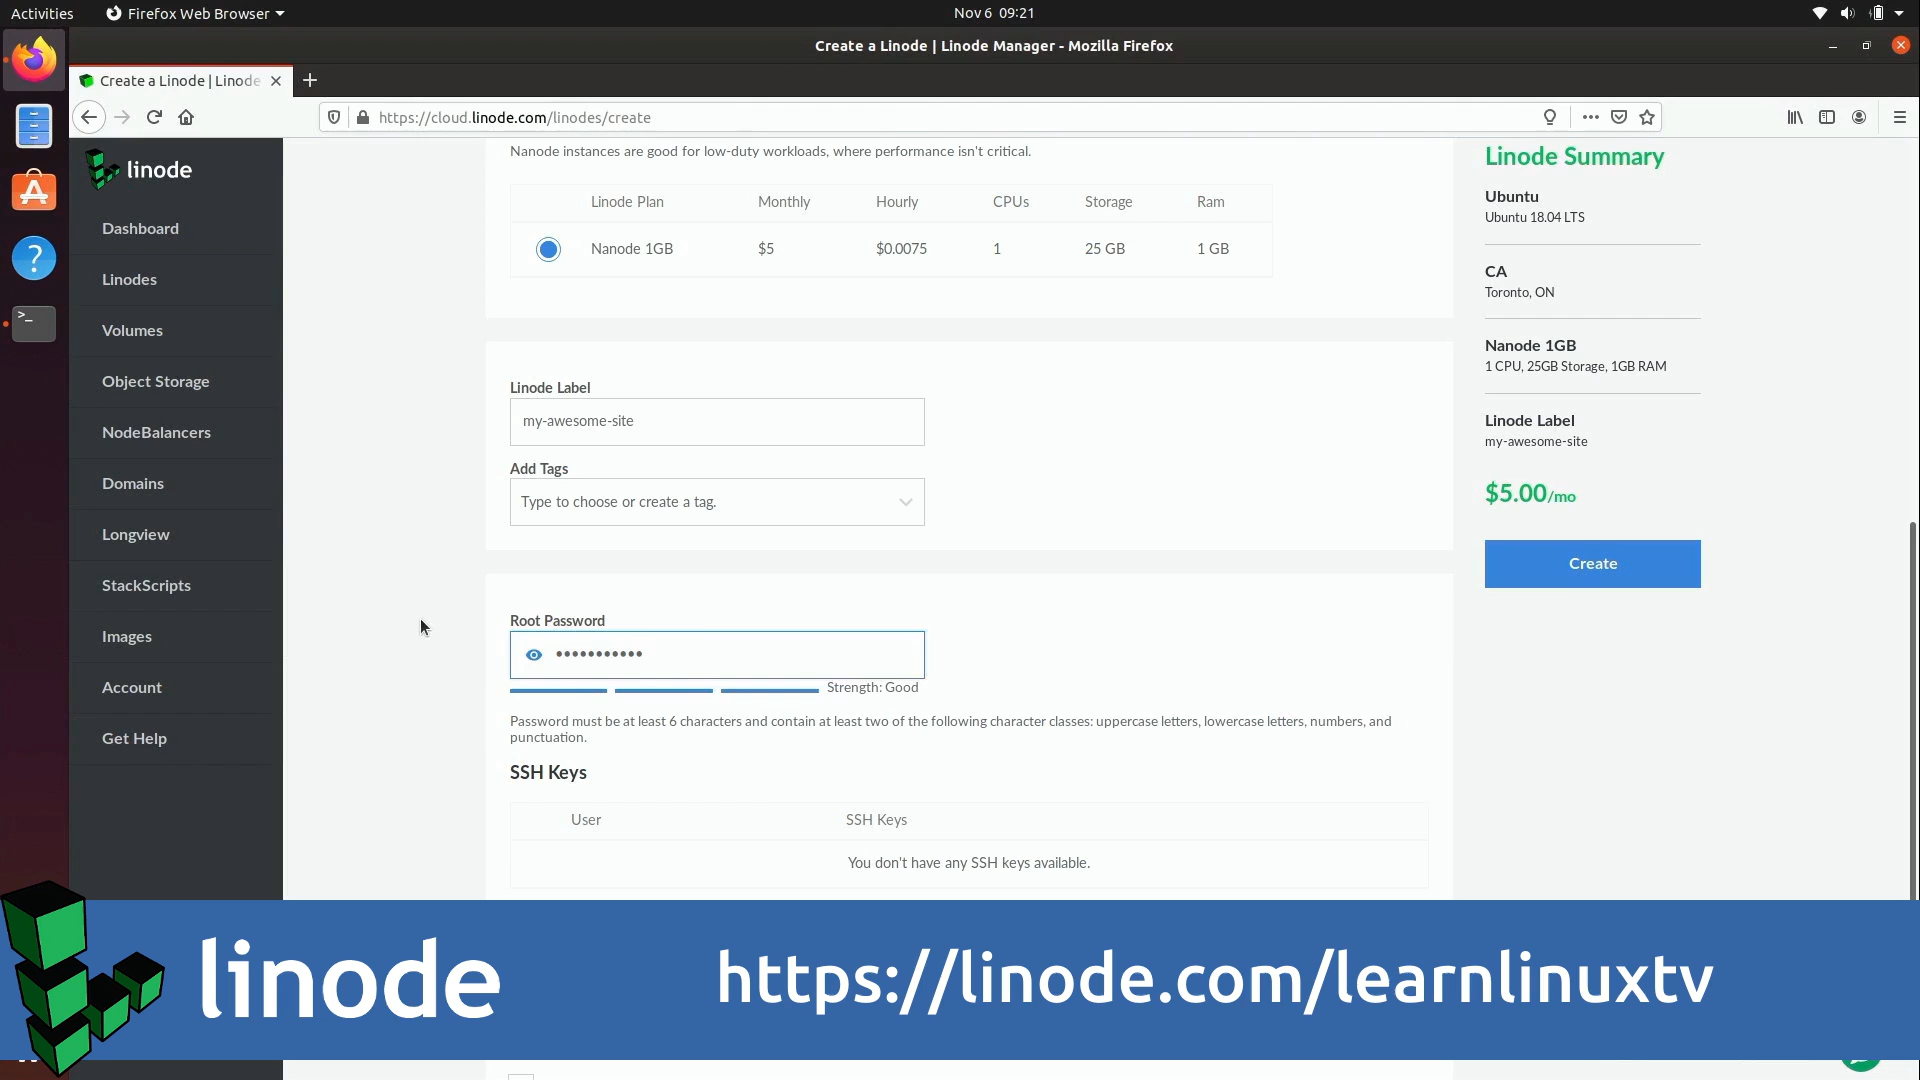 Activities
Firefox Web Browser
Nov 6 09:21
Create a Linode | Linode Manager - Mozilla Firefox
Create a Linode | Linode
https://cloud.linode.com/linodes/create
linode
Dashboard
Linodes
Volumes
Object Storage
NodeBalancers
Domains
Longview
StackScripts
Images
Account
Get Help
Nanode instances are good for low-duty workloads, where performance isn't critical.
Linode Plan Monthly Hourly CPUs Storage Ram
Nanode 1GB $5 $0.0075 1 25 GB 1 GB
Linode Label
my-awesome-site
Add Tags
Type to choose or create a tag.
Root Password
•••••••••••
Strength: Good
Password must be at least 6 characters and contain at least two of the following character classes: uppercase letters, lowercase letters, numbers, and
punctuation.
SSH Keys
User SSH Keys
You don't have any SSH keys available.
Linode Summary
Ubuntu
Ubuntu 18.04 LTS
CA
Toronto, ON
Nanode 1GB
1 CPU, 25GB Storage, 1GB RAM
Linode Label
my-awesome-site
$5.00/mo
Create
linode
https://linode.com/learnlinuxtv